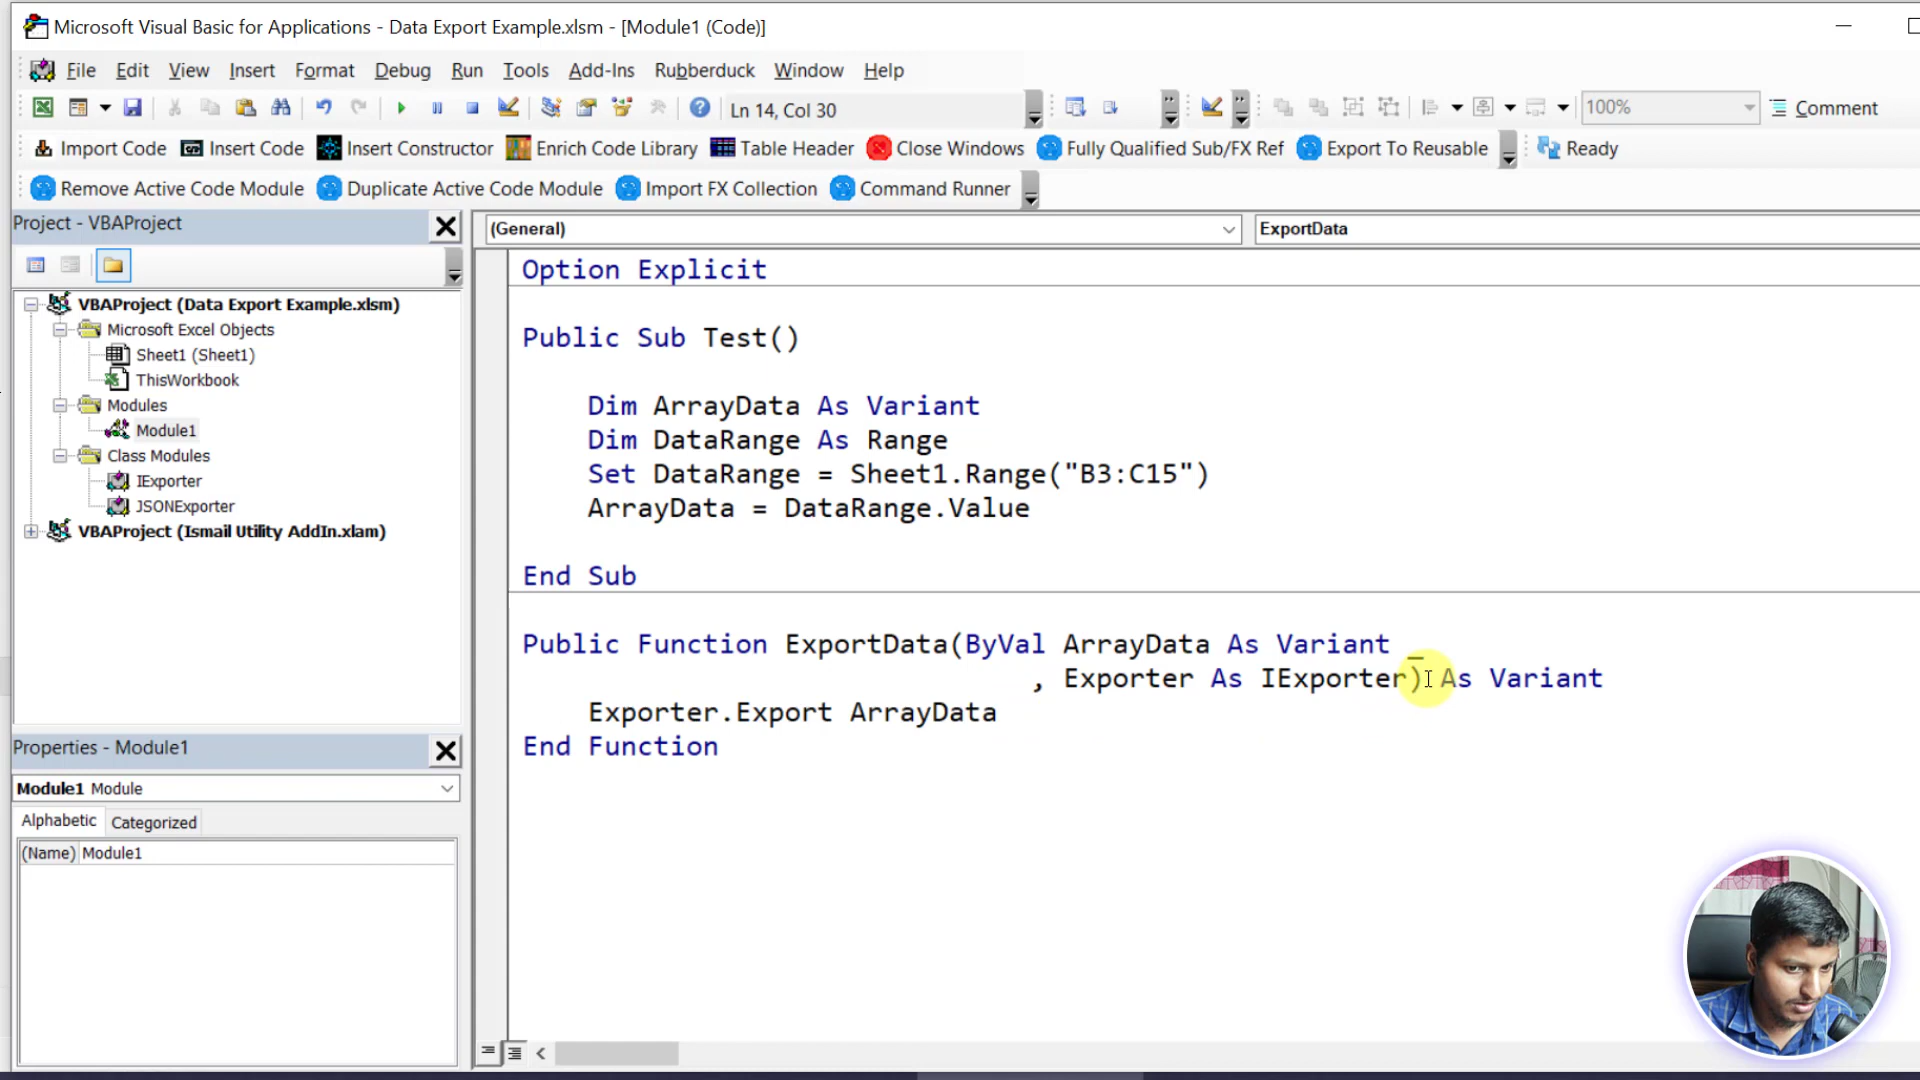 Microsoft Visual Basic for Applications - Data Export Example.xlsm - [Module1 (Code)]
File Edit View Insert Format Debug Run Tools Add-Ins Rubberduck Window Help
Ln 14, Col 30 100% Comment
Import Code Insert Code Insert Constructor Enrich Code Library Table Header Close Windows Fully Qualified Sub/FX Ref Export To Reusable Ready
Remove Active Code Module Duplicate Active Code Module Import FX Collection Command Runner
Project - VBAProject
VBAProject (Data Export Example.xlsm)
Microsoft Excel Objects
Sheet1 (Sheet1)
ThisWorkbook
Modules
Module1
Class Modules
IExporter
JSONExporter
VBAProject (Ismail Utility AddIn.xlam)
Properties - Module1
Module1 Module
Alphabetic Categorized
(Name) Module1
(General) ExportData
Option Explicit
Public Sub Test()
Dim ArrayData As Variant
Dim DataRange As Range
Set DataRange = Sheet1.Range("B3:C15")
ArrayData = DataRange.Value
End Sub
Public Function ExportData(ByVal ArrayData As Variant _
, Exporter As IExporter) As Variant
Exporter.Export ArrayData
End Function